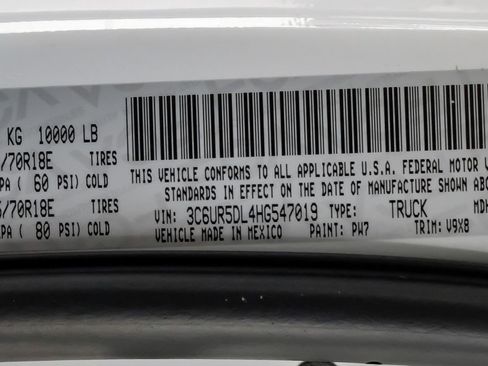 KG 10000 LB
/70R18E TIRES
PA ( 60 PSI) COLD
/70R18E TIRES
PA ( 80 PSI) COLD
THIS VEHICLE CONFORMS TO ALL APPLICABLE U.S.A. FEDERAL MOTOR V
STANDARDS IN EFFECT ON THE DATE OF MANUFACTURE SHOWN ABO
VIN: 3C6UR5DL4HG547019 TYPE: TRUCK MDH
VEHICLE MADE IN MEXICO PAINT: PW7 TRIM: V9X8